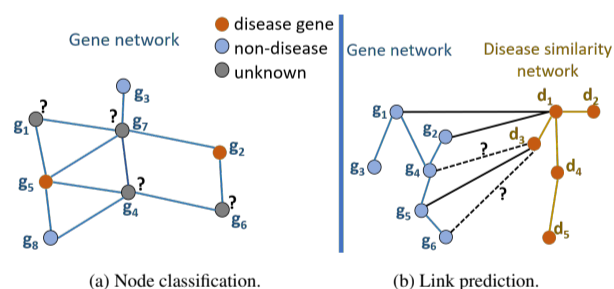 disease gene
non-disease
unknown
Gene network
g3
?
g1
?
g7
g2
g5
?
g4
?
g6
g8
(a) Node classification.
Gene network
Disease similarity
network
g1
d1
d2
g2
d3
?
g3
g4
d4
?
g5
g6
d5
(b) Link prediction.